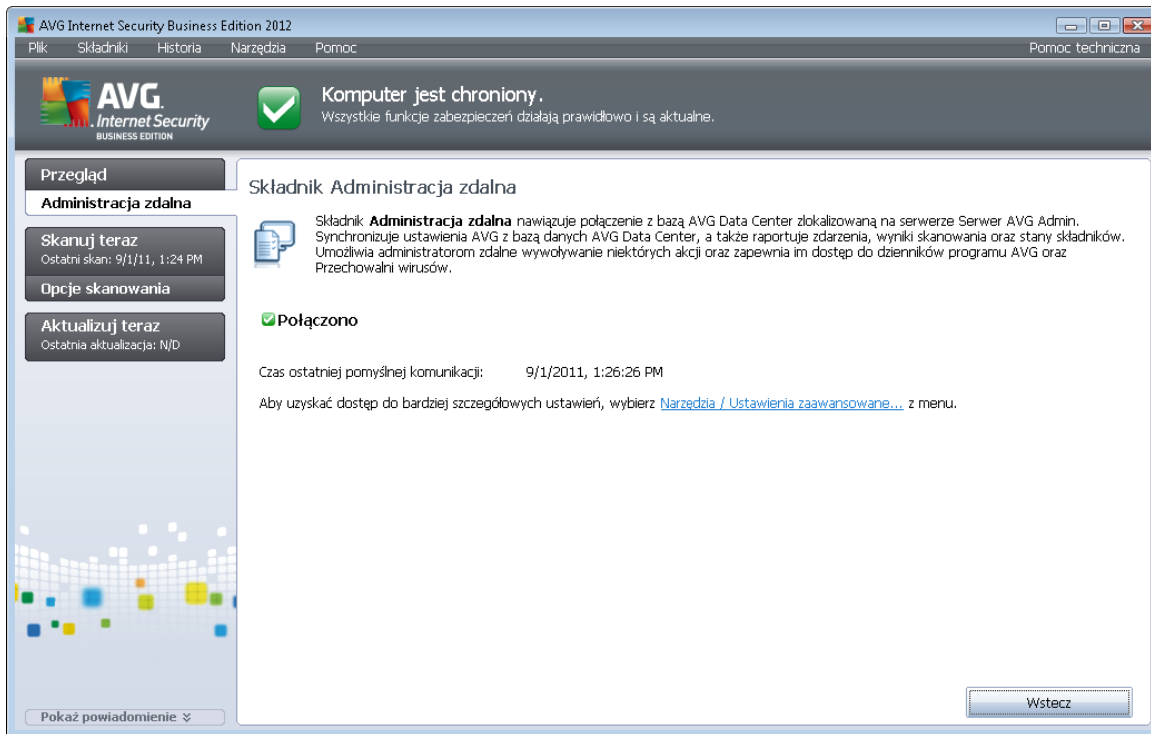 AVG Internet Security Business Edition 2012
Plik Składniki Historia Narzędzia Pomoc Pomoc techniczna
AVG.
Internet Security
BUSINESS EDITION
Komputer jest chroniony.
Wszystkie funkcje zabezpieczeń działają prawidłowo i są aktualne.
Przegląd
Administracja zdalna
Skanuj teraz
Ostatni skan: 9/1/11, 1:24 PM
Opcje skanowania
Aktualizuj teraz
Ostatnia aktualizacja: N/D
Pokaż powiadomienie
Składnik Administracja zdalna
Składnik Administracja zdalna nawiązuje połączenie z bazą AVG Data Center zlokalizowaną na serwerze Serwer AVG Admin.
Synchronizuje ustawienia AVG z bazą danych AVG Data Center, a także raportuje zdarzenia, wyniki skanowania oraz stany składników.
Umożliwia administratorom zdalne wywoływanie niektórych akcji oraz zapewnia im dostęp do dzienników programu AVG oraz
Przechowalni wirusów.
Połączono
Czas ostatniej pomyślnej komunikacji: 9/1/2011, 1:26:26 PM
Aby uzyskać dostęp do bardziej szczegółowych ustawień, wybierz Narzędzia / Ustawienia zaawansowane... z menu.
Wstecz